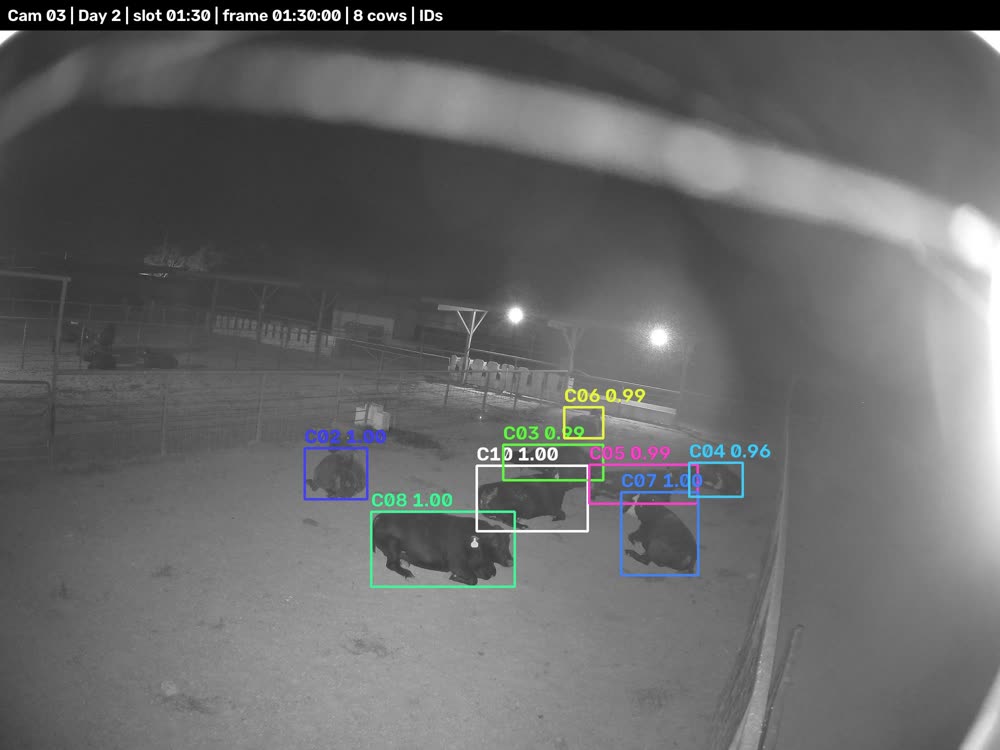 Cam 03 | Day 2 | slot 01:30 | frame 01:30:00 | 8 cows | IDs
C06 0.99
C03 0.99
C02 1.00
C10 1.00
C05 0.99
C04 0.96
C07 1.00
C08 1.00